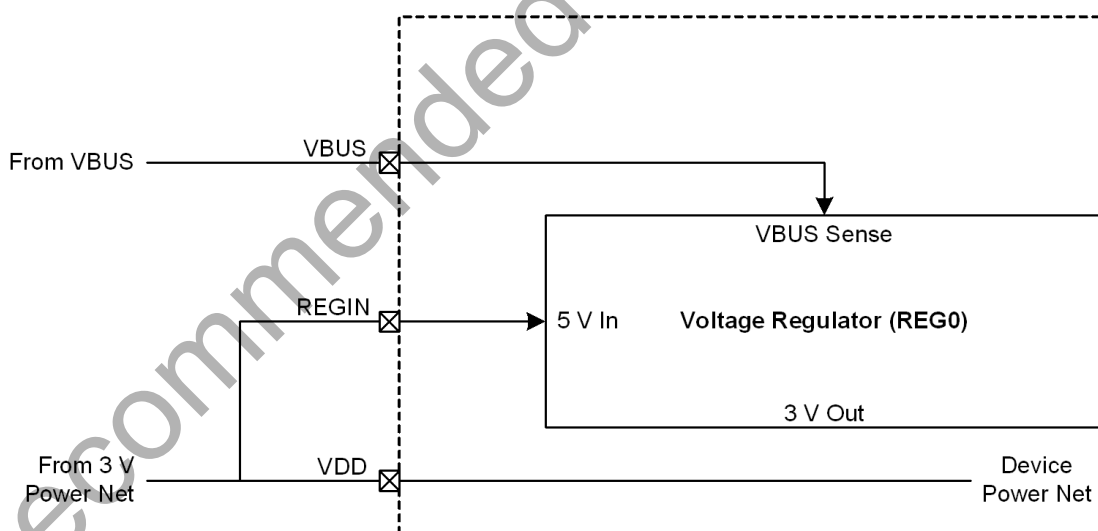 ecommended
VBUS
From VBUS
VBUS Sense
REGIN
5 V In
Voltage Regulator (REG0)
3 V Out
From 3 V
Power Net
VDD
Device
Power Net